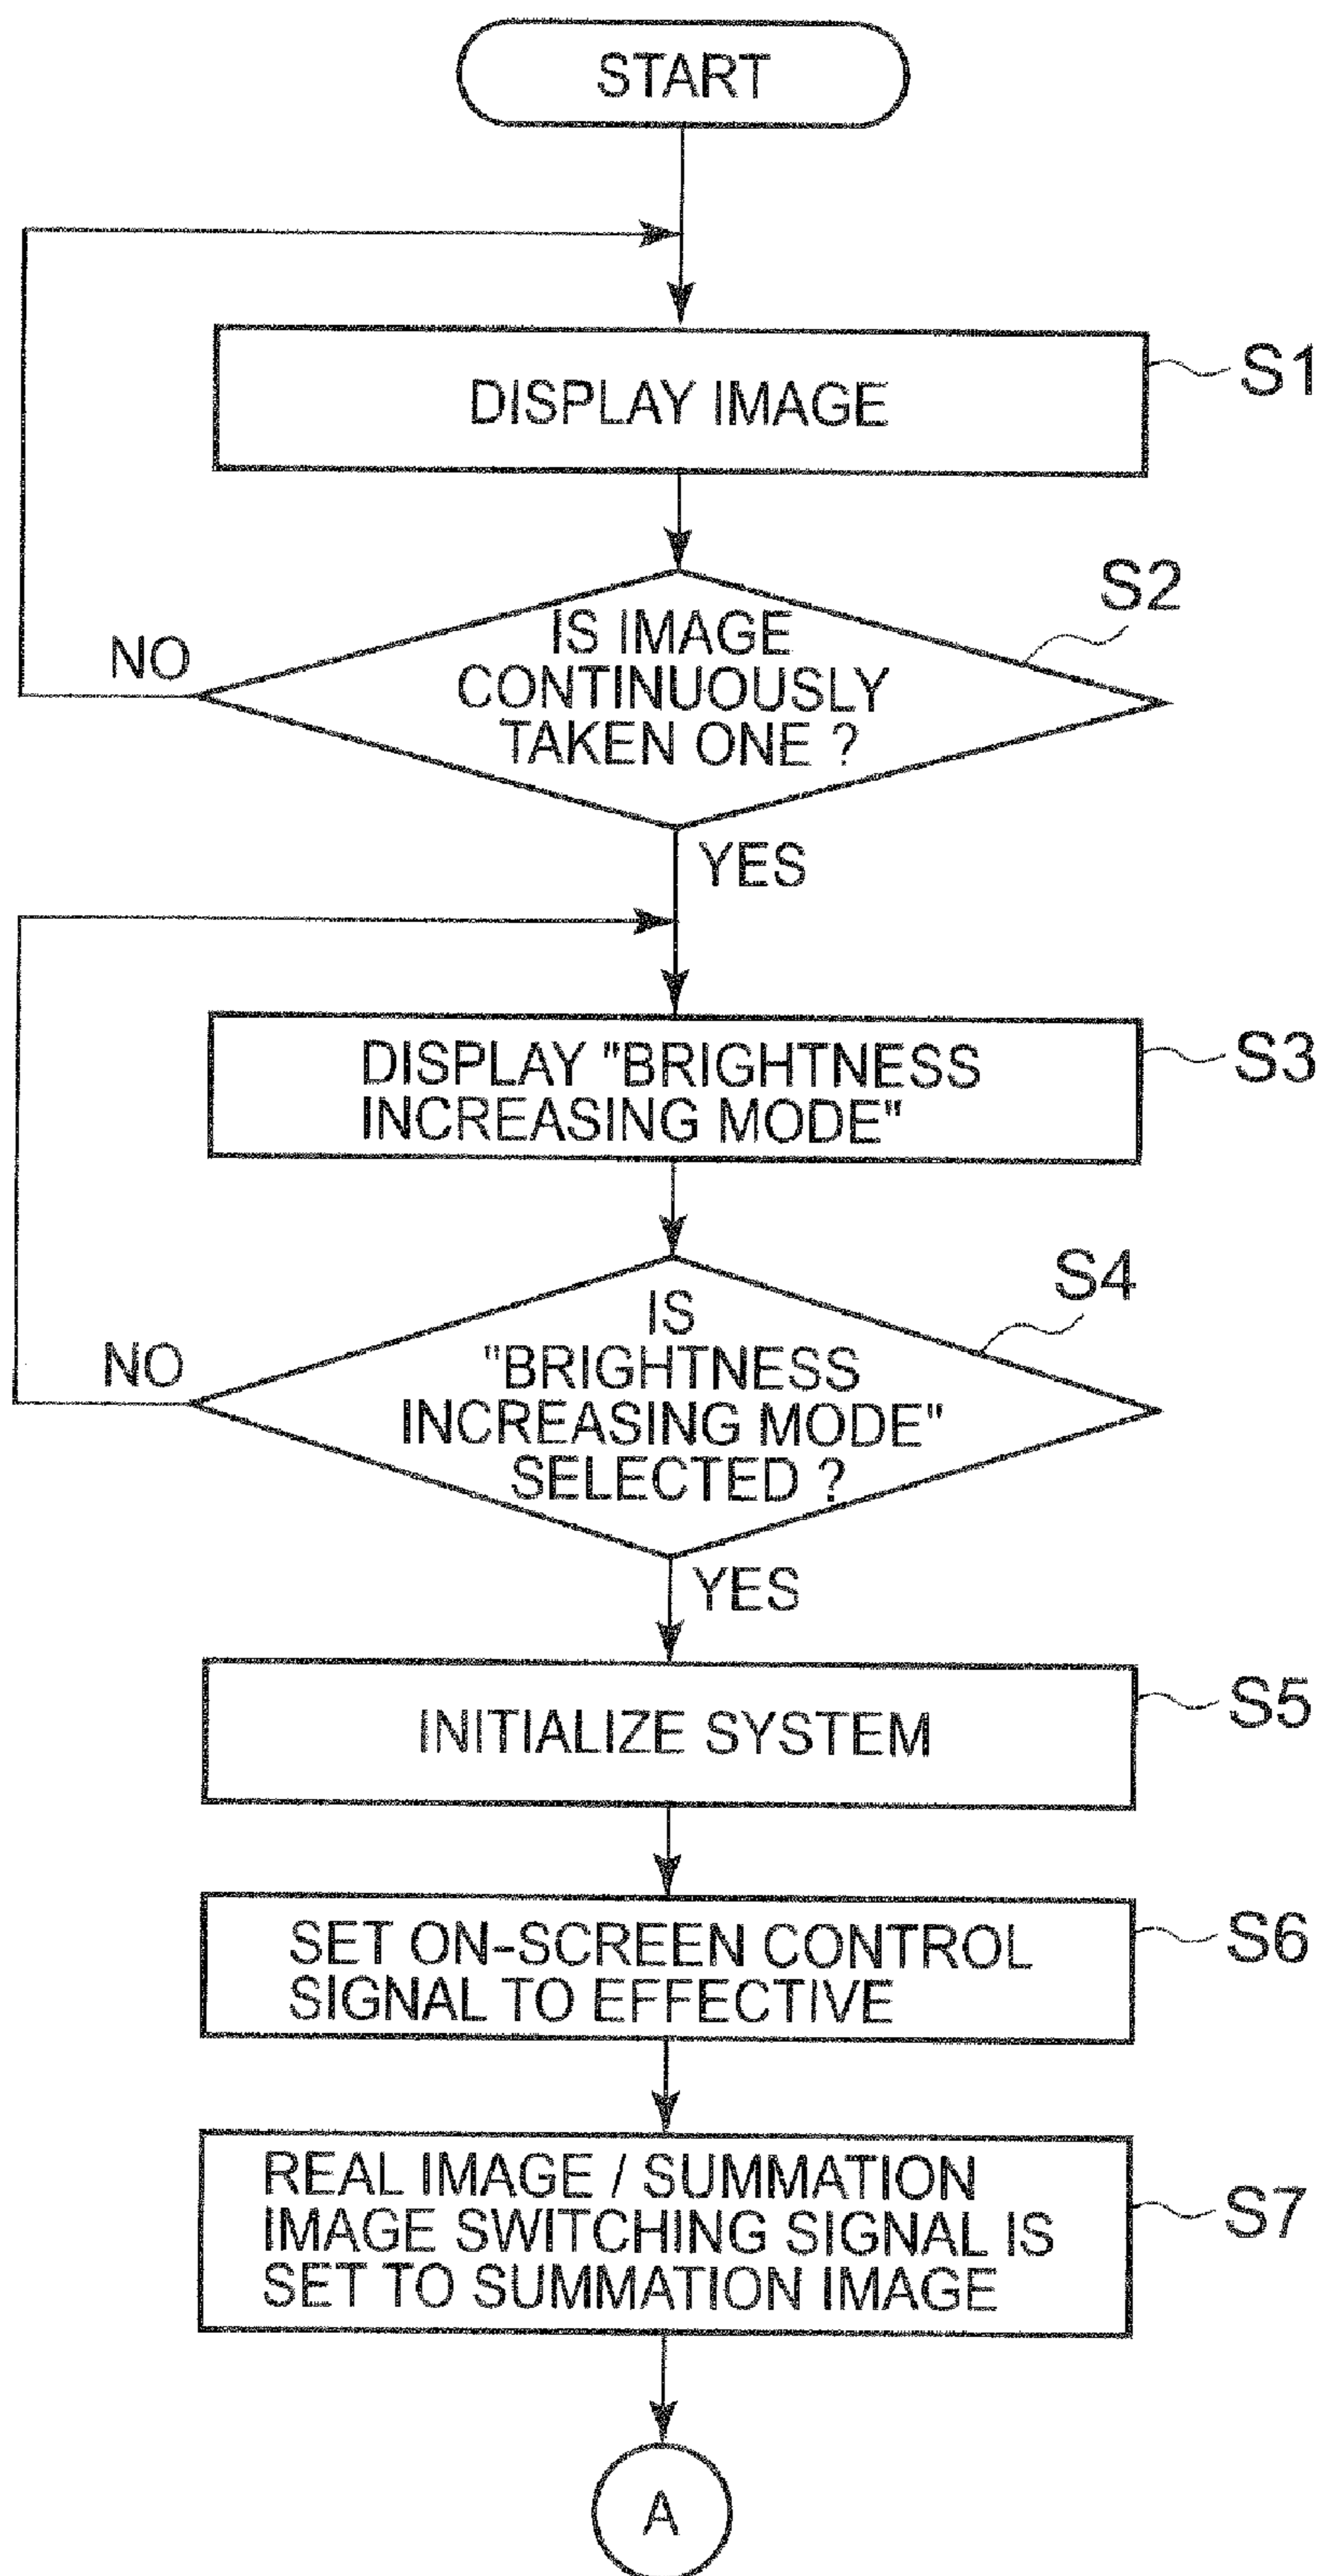 START
DISPLAY IMAGE
S1
S2
IS IMAGE
CONTINUOUSLY
TAKEN ONE ?
NO
YES
DISPLAY "BRIGHTNESS
INCREASING MODE"
S3
S4
IS
"BRIGHTNESS
INCREASING MODE"
SELECTED ?
NO
YES
INITIALIZE SYSTEM
S5
SET ON-SCREEN CONTROL
SIGNAL TO EFFECTIVE
S6
REAL IMAGE / SUMMATION
IMAGE SWITCHING SIGNAL IS
SET TO SUMMATION IMAGE
S7
A